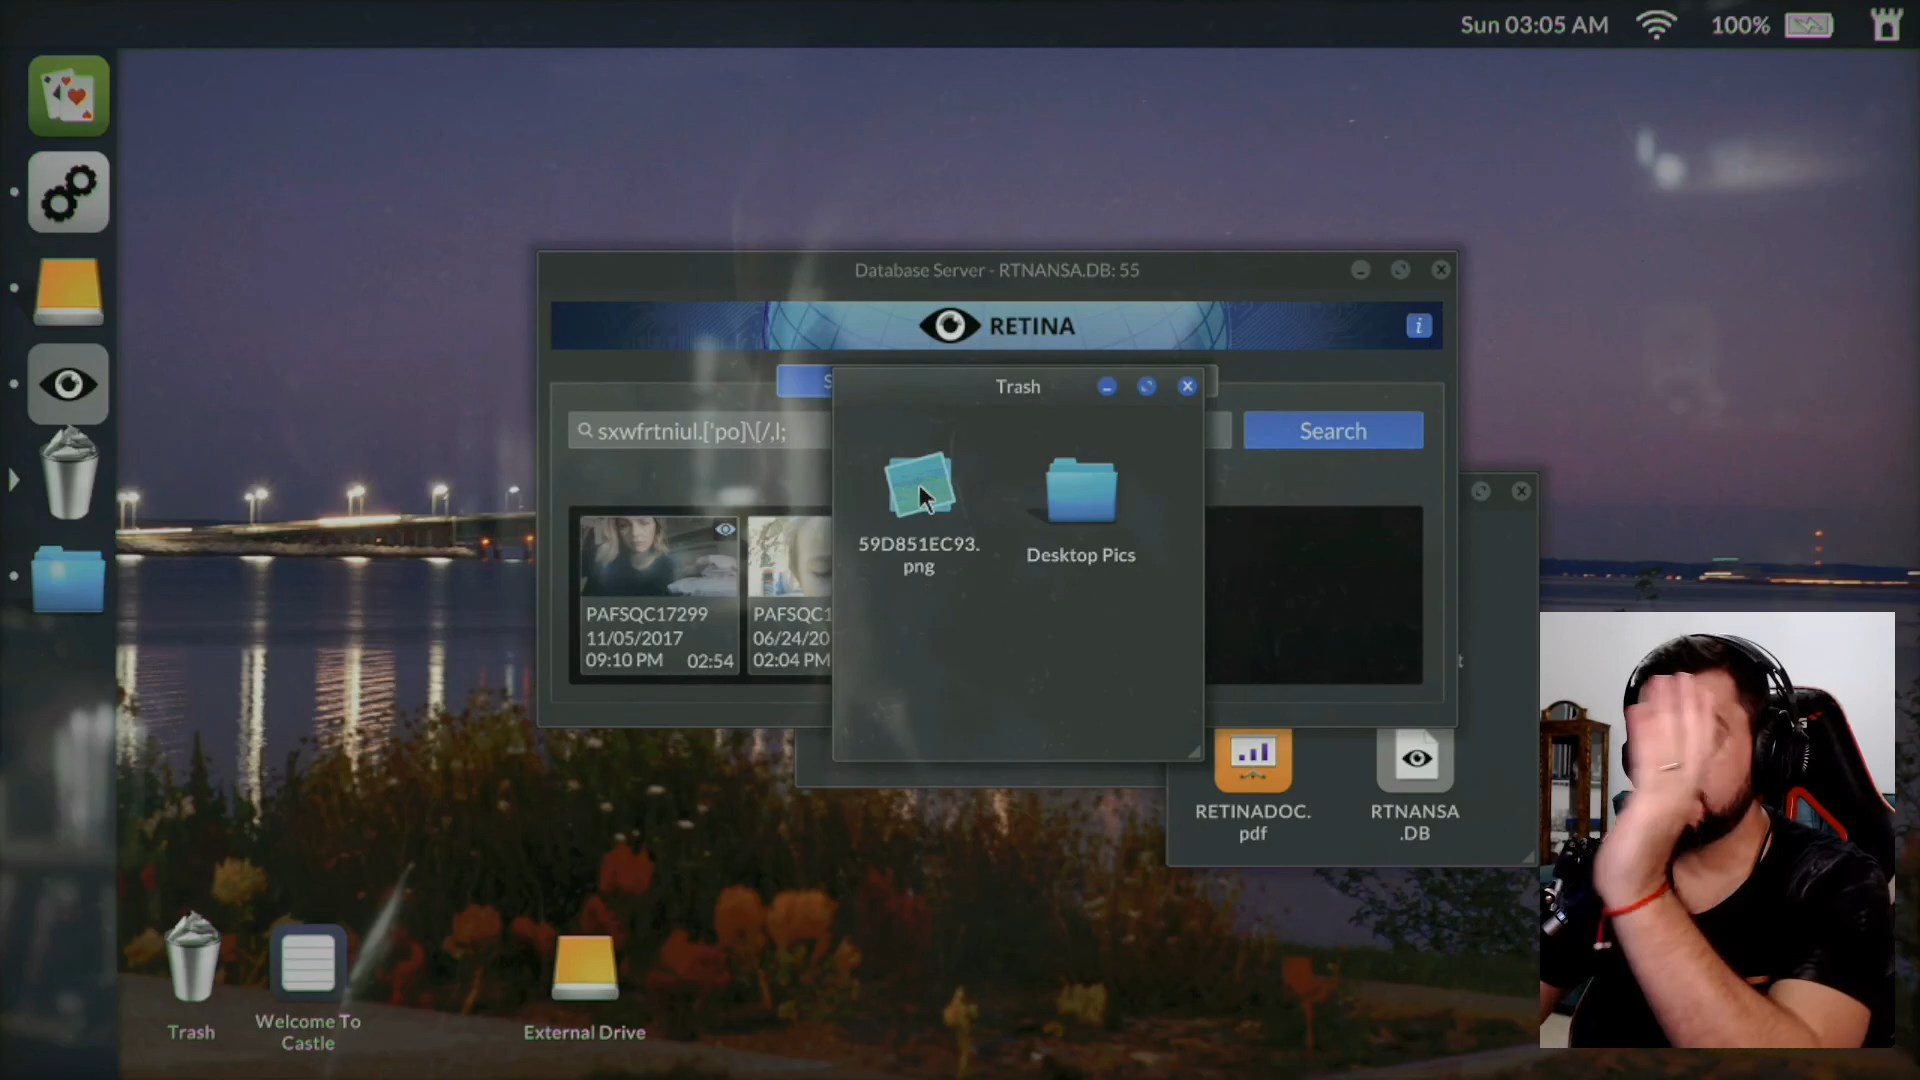 Sun 03:05 AM
100%
Database Server - RTNANSA.DB: 55
RETINA
i
Trash
sxwfrtniul.['po]\[/,l;
Search
59D851EC93.
png
Desktop Pics
PAFSQC17299
11/05/2017
09:10 PM 02:54
PAFSQC1
06/24/20
02:04 PM
RETINADOC.
pdf
RTNANSA
.DB
Trash
Welcome To
Castle
External Drive